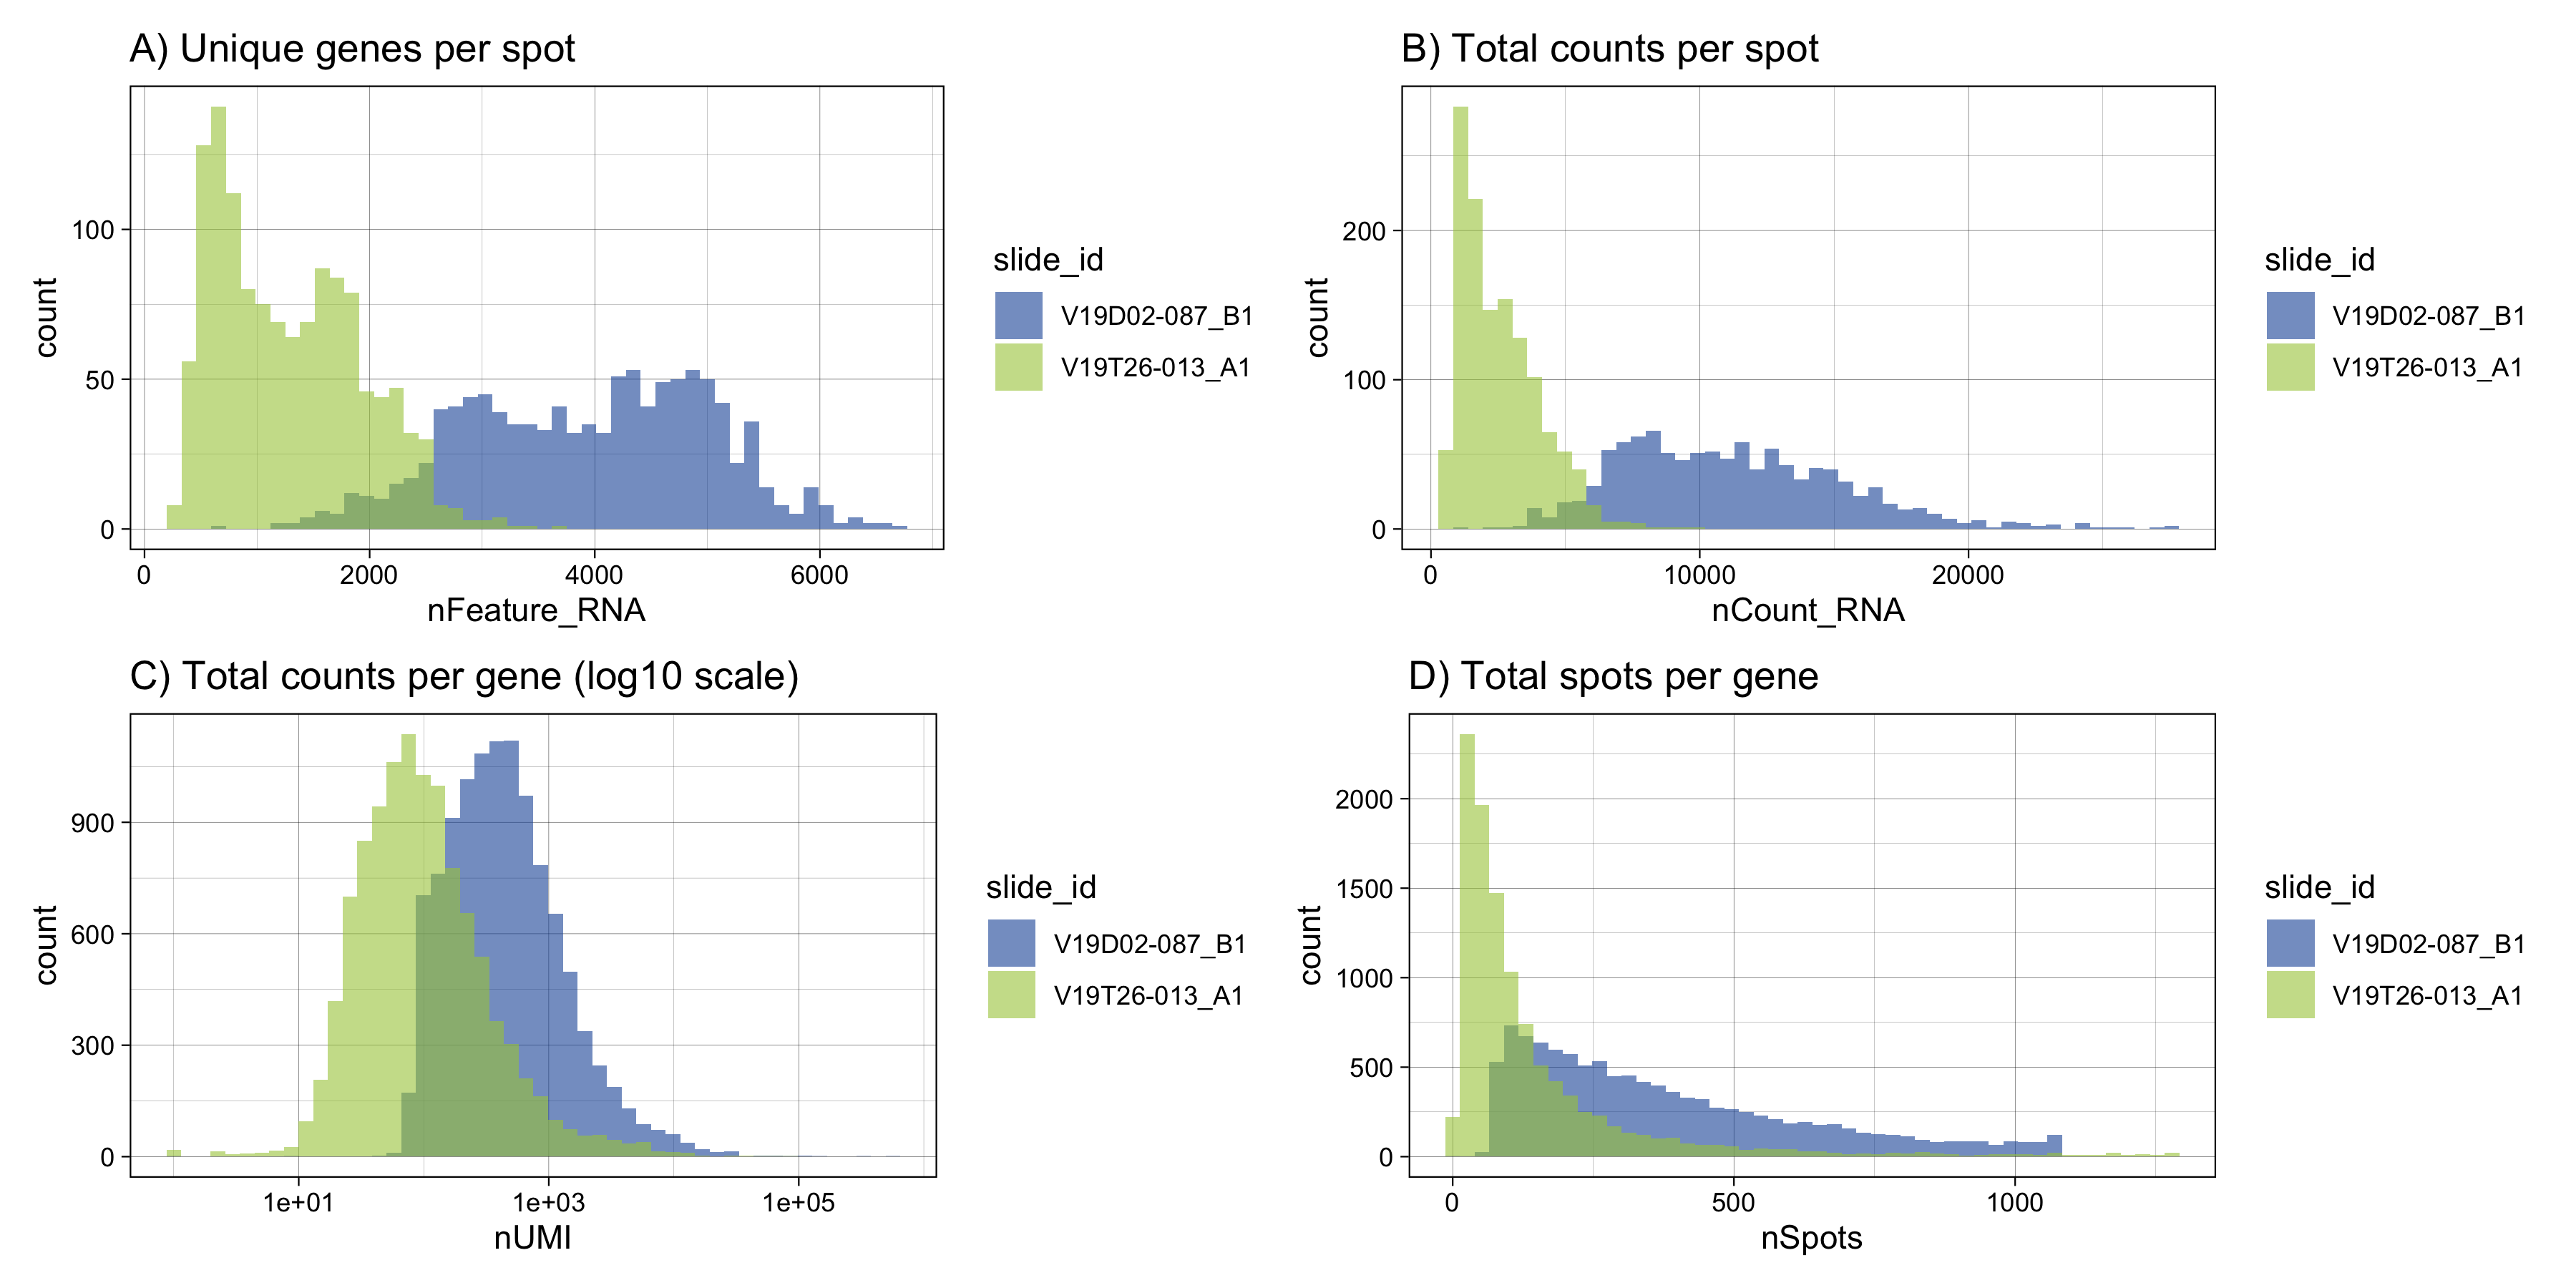 A) Unique genes per spot
count
100
50
0
0 2000 4000 6000
nFeature_RNA
slide_id
V19D02-087_B1
V19T26-013_A1
B) Total counts per spot
count
200
100
0
0 10000 20000
nCount_RNA
slide_id
V19D02-087_B1
V19T26-013_A1
C) Total counts per gene (log10 scale)
count
900
600
300
0
1e+01 1e+03 1e+05
nUMI
slide_id
V19D02-087_B1
V19T26-013_A1
D) Total spots per gene
count
2000
1500
1000
500
0
0 500 1000
nSpots
slide_id
V19D02-087_B1
V19T26-013_A1